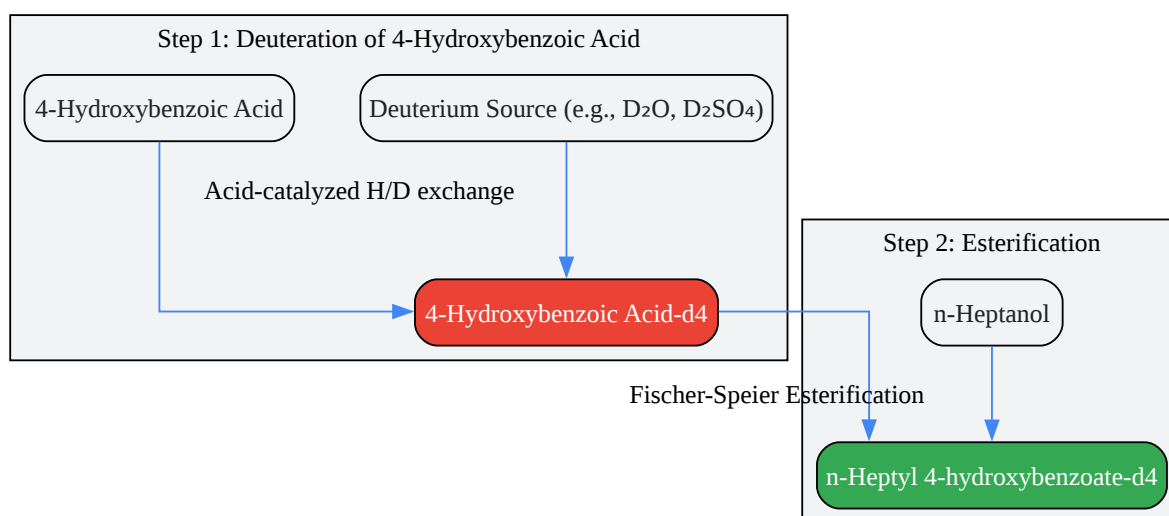 Step 1: Deuteration of 4-Hydroxybenzoic Acid
4-Hydroxybenzoic Acid
Deuterium Source (e.g., D₂O, D₂SO₄)
Acid-catalyzed H/D exchange
4-Hydroxybenzoic Acid-d4
Step 2: Esterification
n-Heptanol
Fischer-Speier Esterification
n-Heptyl 4-hydroxybenzoate-d4